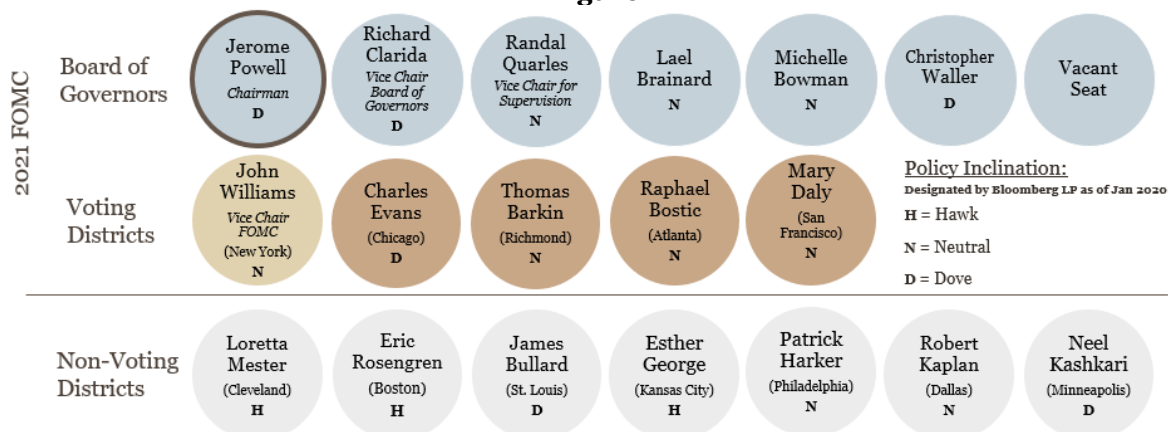 2021 FOMC
Board of
Governors
Jerome
Powell
Chairman
D
Richard
Clarida
Vice Chair
Board of
Governors
D
Randal
Quarles
Vice Chair for
Supervision
N
Lael
Brainard
N
Michelle
Bowman
N
Christopher
Waller
D
Vacant
Seat
Voting
Districts
John
Williams
Vice Chair
FOMC
(New York)
N
Charles
Evans
(Chicago)
D
Thomas
Barkin
(Richmond)
N
Raphael
Bostic
(Atlanta)
N
Mary
Daly
(San
Francisco)
N
Policy Inclination:
Designated by Bloomberg LP as of Jan 2020
H = Hawk
N = Neutral
D = Dove
Non-Voting
Districts
Loretta
Mester
(Cleveland)
H
Eric
Rosengren
(Boston)
H
James
Bullard
(St. Louis)
D
Esther
George
(Kansas City)
H
Patrick
Harker
(Philadelphia)
N
Robert
Kaplan
(Dallas)
N
Neel
Kashkari
(Minneapolis)
D